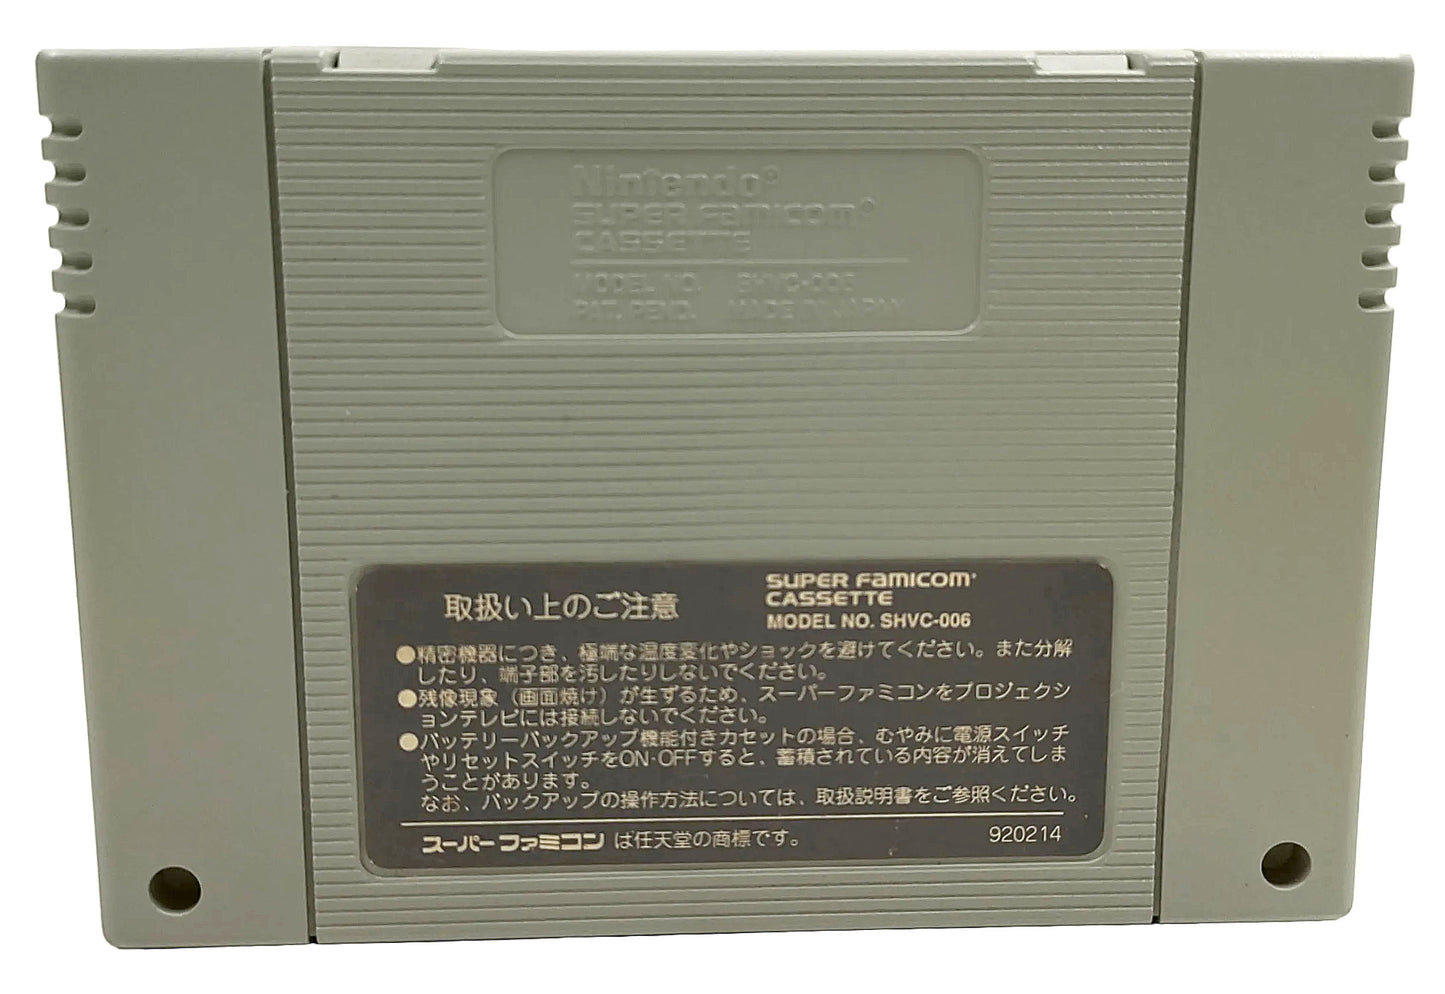 Nintendo®
SUPER FAMICOM®
CASSETTE
MODEL NO. SHVC-006
PAT. PEND. MADE IN JAPAN
取扱い上のご注意
SUPER FAMICOM®
CASSETTE
MODEL NO. SHVC-006
●精密機器につき、極端な温度変化やショックを避けてください。また分解
したり、端子部を汚したりしないでください。
●残像現象（画面焼け）が生ずるため、スーパーファミコンをプロジェクシ
ョンテレビには接続しないでください。
●バッテリーバックアップ機能付きカセットの場合、むやみに電源スイッチ
やリセットスイッチをON·OFFすると、蓄積されている内容が消えてしま
うことがあります。
なお、バックアップの操作方法については、取扱説明書をご参照ください。
スーパーファミコン は任天堂の商標です。
920214